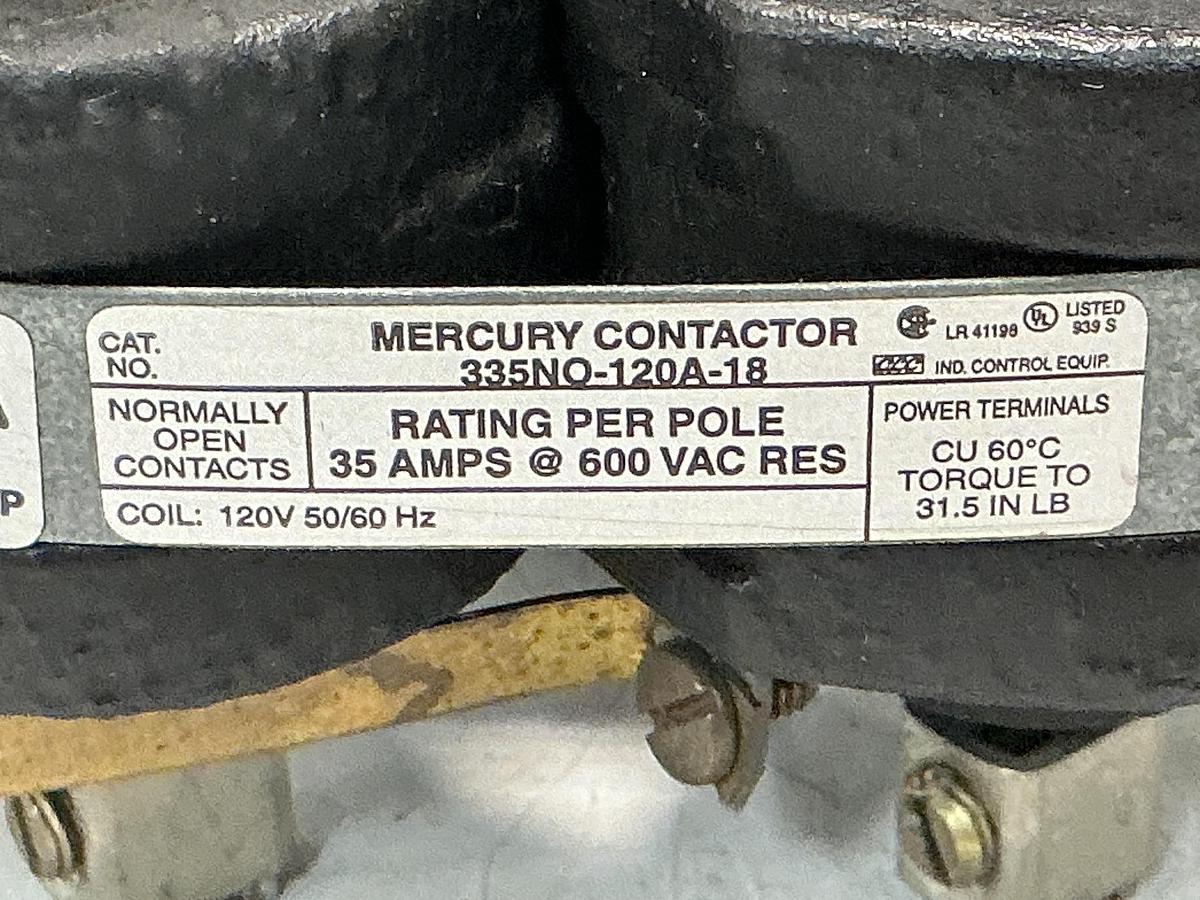 CAT.
NO.
MERCURY CONTACTOR
335NO-120A-18
LR 41198
UL
LISTED
939 S
IND. CONTROL EQUIP.
NORMALLY
OPEN
CONTACTS
RATING PER POLE
35 AMPS @ 600 VAC RES
POWER TERMINALS
CU 60°C
TORQUE TO
31.5 IN LB
COIL: 120V 50/60 Hz
P